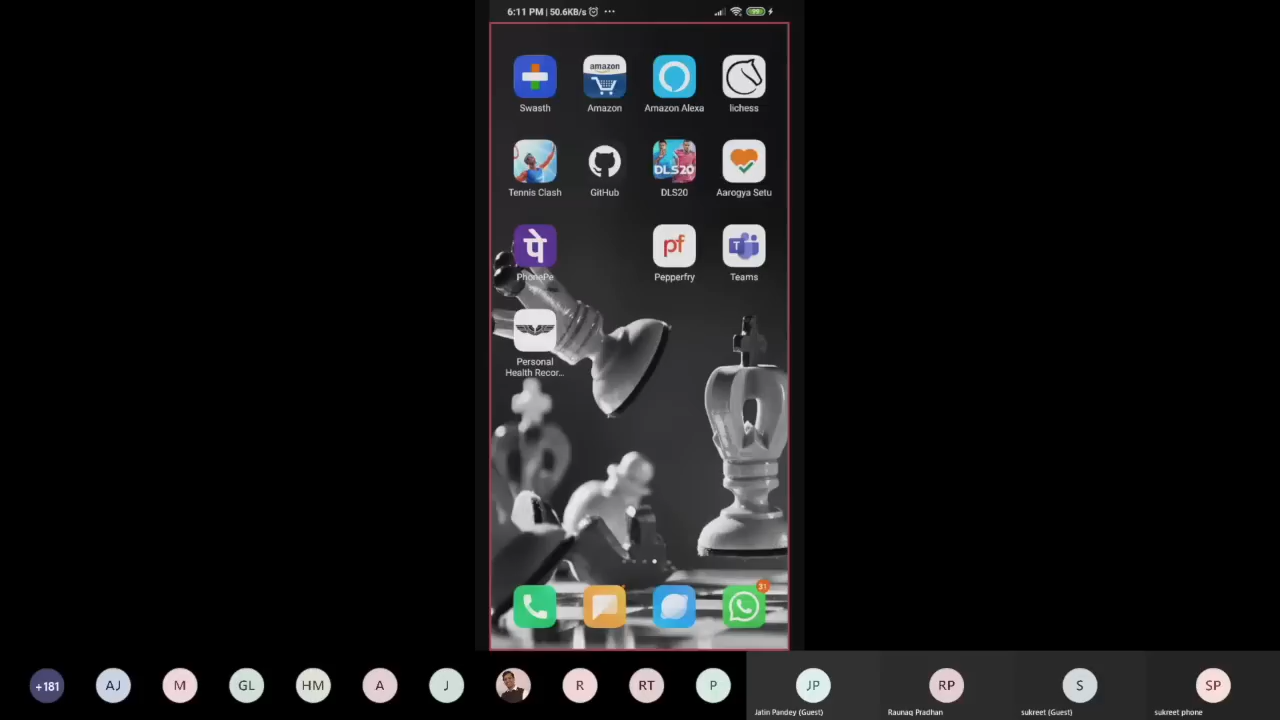 6:11 PM | 50.6KB/s ...
99
Swasth
amazon
Amazon
Amazon Alexa
lichess
Tennis Clash
GitHub
DLS20
DLS20
Aarogya Setu
पे
PhonePe
pf
Pepperfry
T
Teams
Personal
Health Recor...
31
+181
AJ
M
GL
HM
A
J
R
RT
P
JP
RP
S
SP
Jatin Pandey (Guest)
Raunaq Pradhan
sukreet (Guest)
sukreet phone